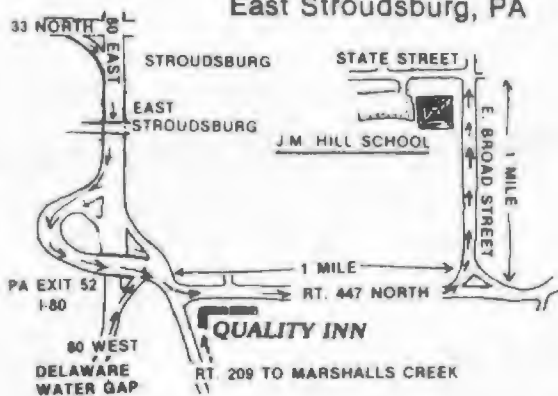 East Stroudsburg, PA
33 NORTH
80 EAST
STROUDSBURG
STATE STREET
EAST
STROUDSBURG
J.M. HILL SCHOOL
E. BROAD STREET
1 MILE
1 MILE
PA EXIT 52
I-80
RT. 447 NORTH
QUALITY INN
80 WEST
DELAWARE
WATER GAP
RT. 209 TO MARSHALLS CREEK